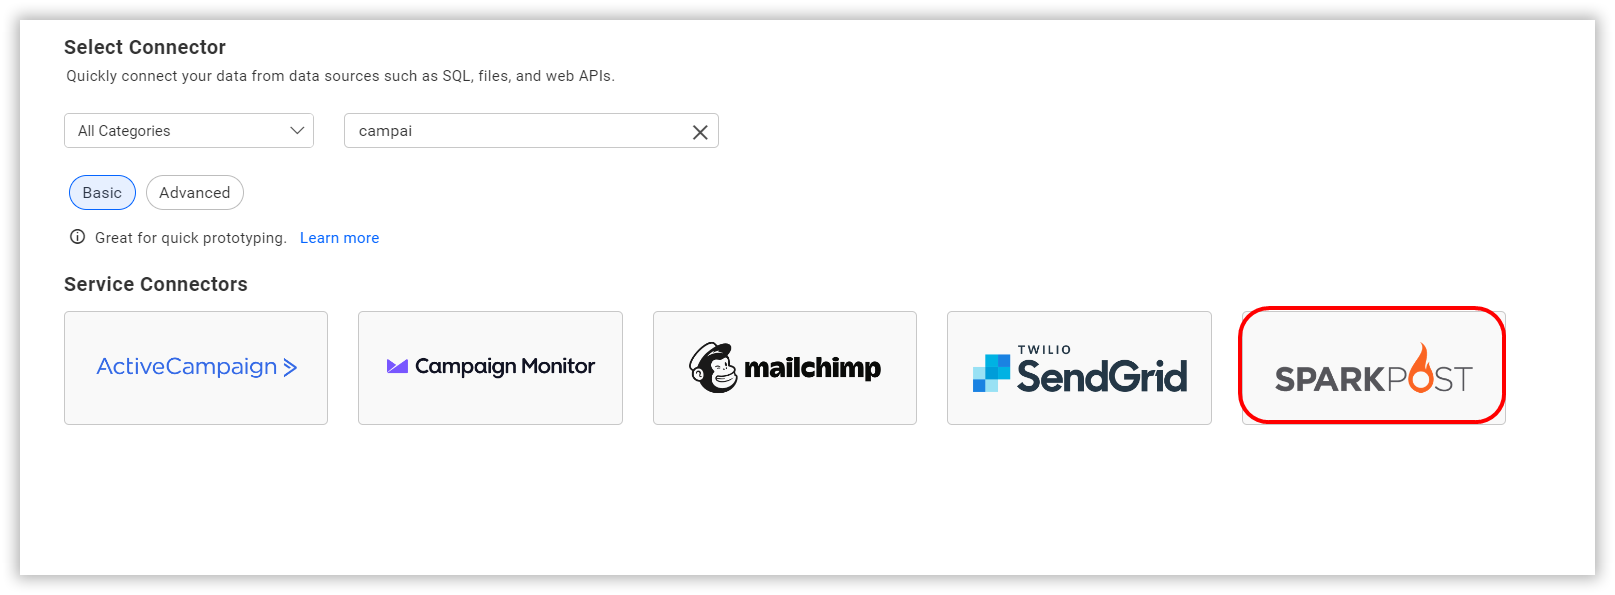 Select Connector
Quickly connect your data from data sources such as SQL, files, and web APIs.
All Categories
campai
Basic
Advanced
Great for quick prototyping. Learn more
Service Connectors
ActiveCampaign
Campaign Monitor
mailchimp
TWILIO
SendGrid
SPARKPOST